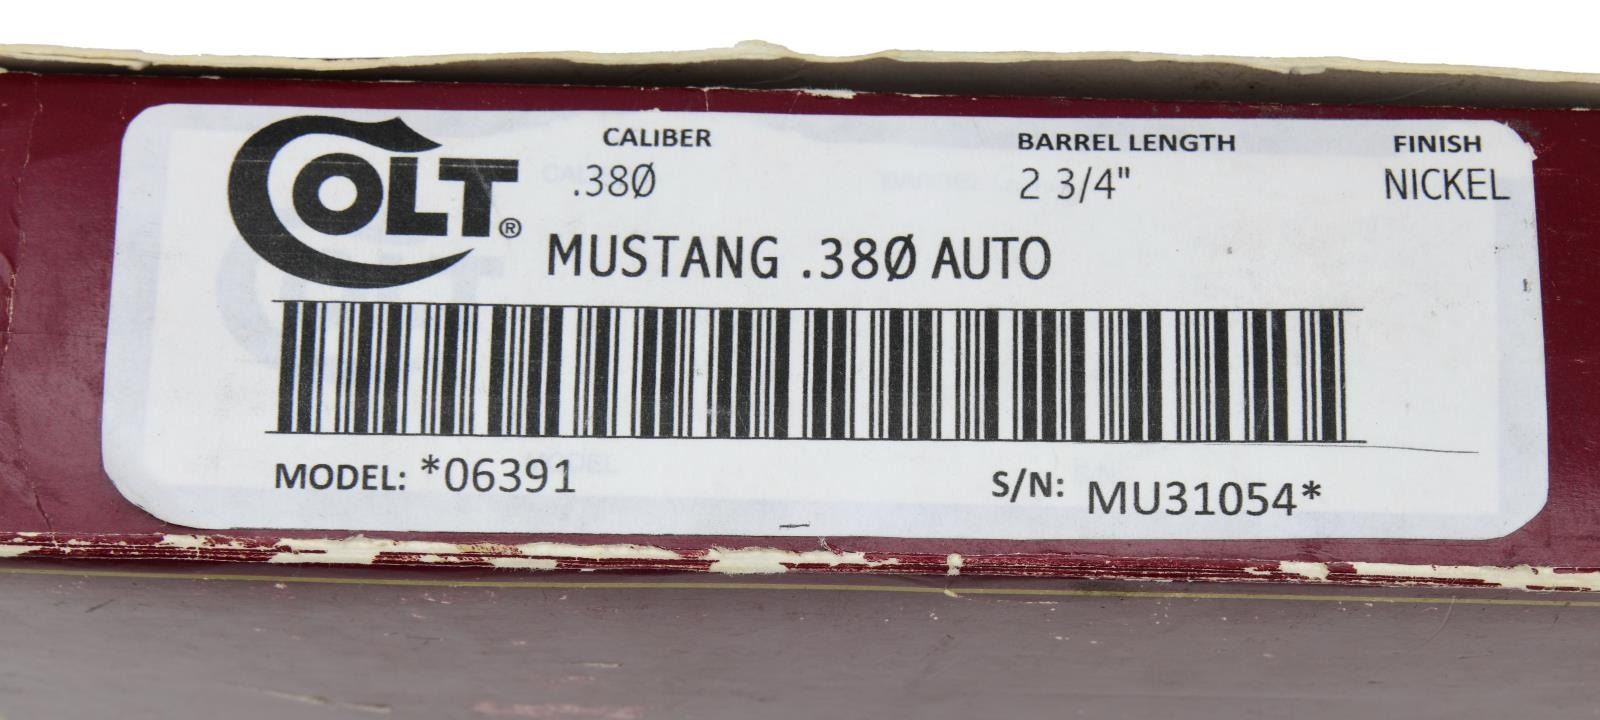 COLT®
CALIBER BARREL LENGTH FINISH
.38Ø 2 3/4" NICKEL
MUSTANG .38Ø AUTO
MODEL: *06391 S/N: MU31054*